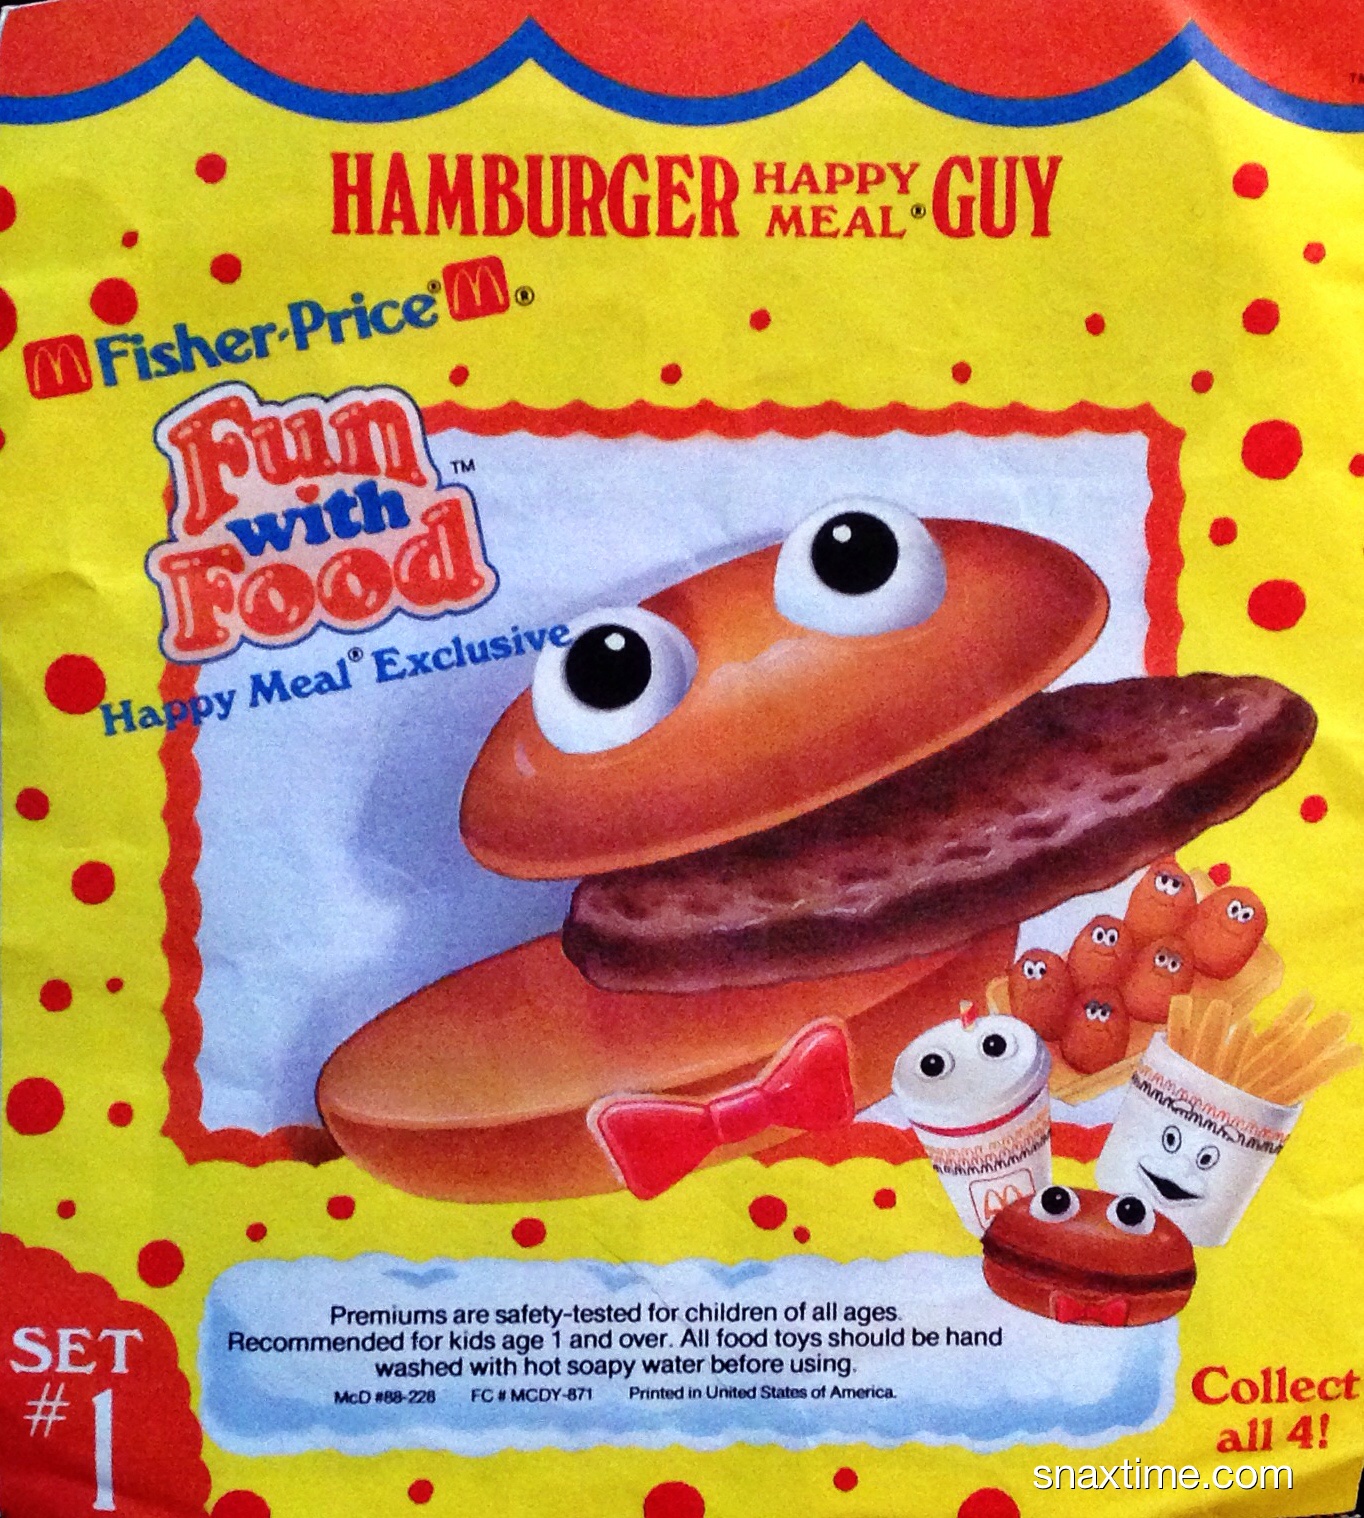 HAMBURGER HAPPY MEAL® GUY
Fisher-Price®
®
Fun
with
Food
™
Happy Meal® Exclusive
Premiums are safety-tested for children of all ages.
Recommended for kids age 1 and over. All food toys should be hand
washed with hot soapy water before using.
McD #88-228 FC # MCDY-871 Printed in United States of America.
SET
#1
Collect
all 4!
snaxtime.com